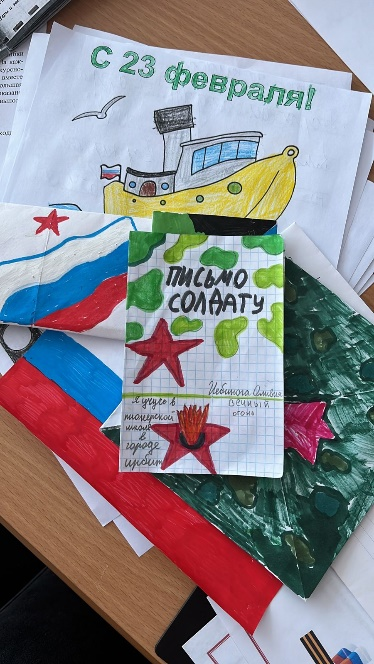 С 23 февраля!
ПИСЬМО
СОЛДАТУ
Вечный
огонь
Я учусь в
пионерской
школе
в
городе
ирбит